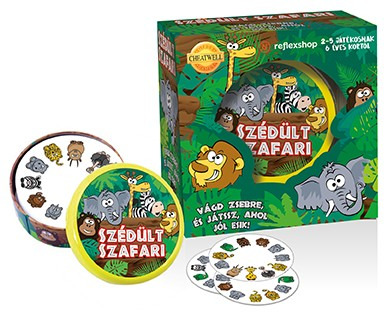 CHEATWELL
reflexshop
2-5 JÁTÉKOSNAK
6 ÉVES KORTÓL
SZÉDÜLT
SZAFARI
VÁGD ZSEBRE,
ÉS JÁTSSZ, AHOL
JÓL ESIK!
SZÉDÜLT
SZAFARI